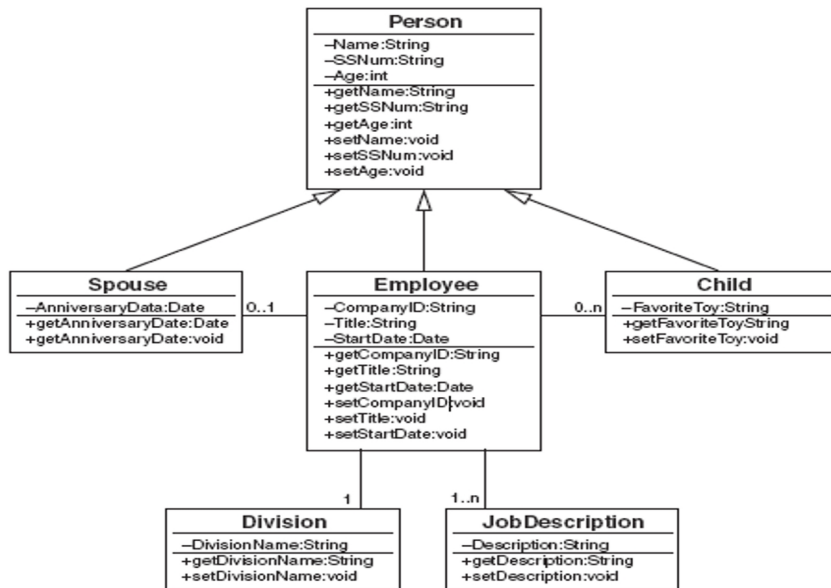 Person
–Name:String
–SSNum:String
–Age:int
+getName:String
+getSSNum:String
+getAge:int
+setName:void
+setSSNum:void
+setAge:void
Spouse
–AnniversaryData:Date
+getAnniversaryDate:Date
+getAnniversaryDate:void
0..1
Employee
–CompanyID:String
–Title:String
–StartDate:Date
+getCompanyID:String
+getTitle:String
+getStartDate:Date
+setCompanyID:void
+setTitle:void
+setStartDate:void
0..n
Child
–FavoriteToy:String
+getFavoriteToyString
+setFavoriteToy:void
1
Division
–DivisionName:String
+getDivisionName:String
+setDivisionName:void
1..n
JobDescription
–Description:String
+getDescription:String
+setDescription:void